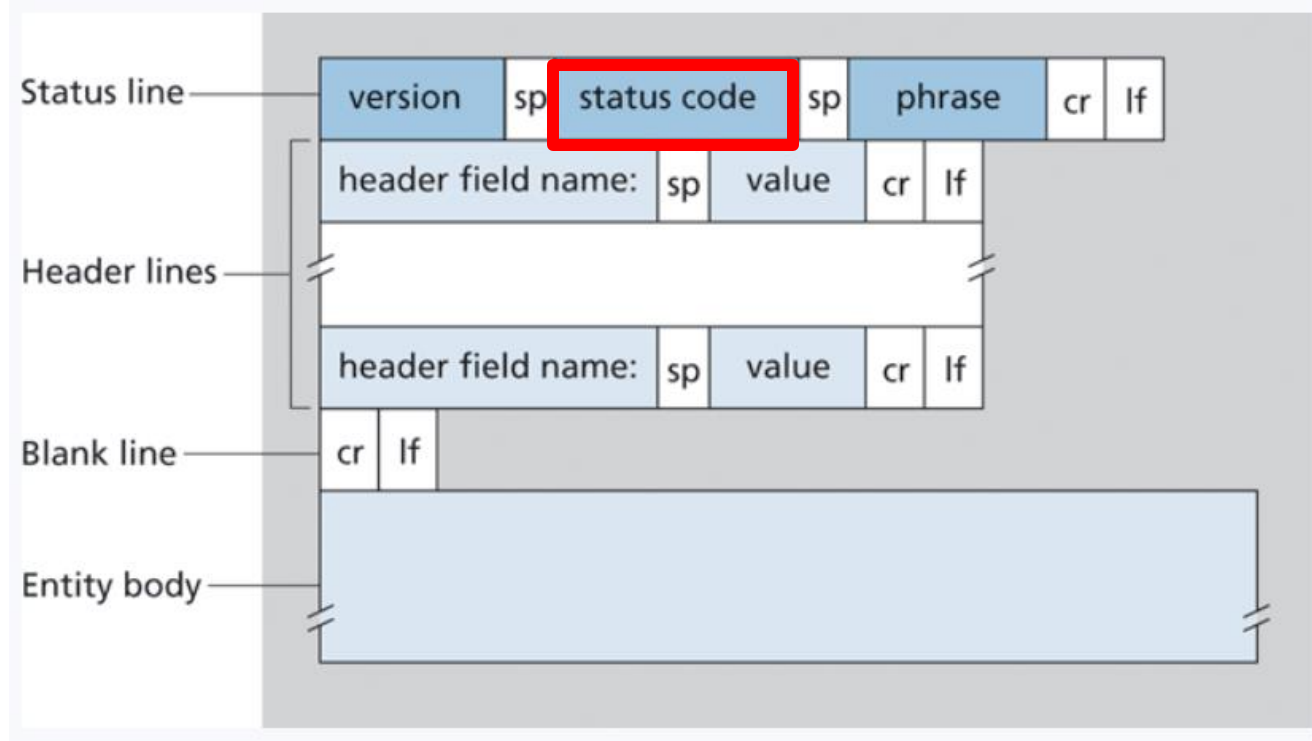 Status line version sp status code sp phrase cr lf
header field name: sp value cr lf
Header lines
header field name: sp value cr lf
Blank line cr lf
Entity body